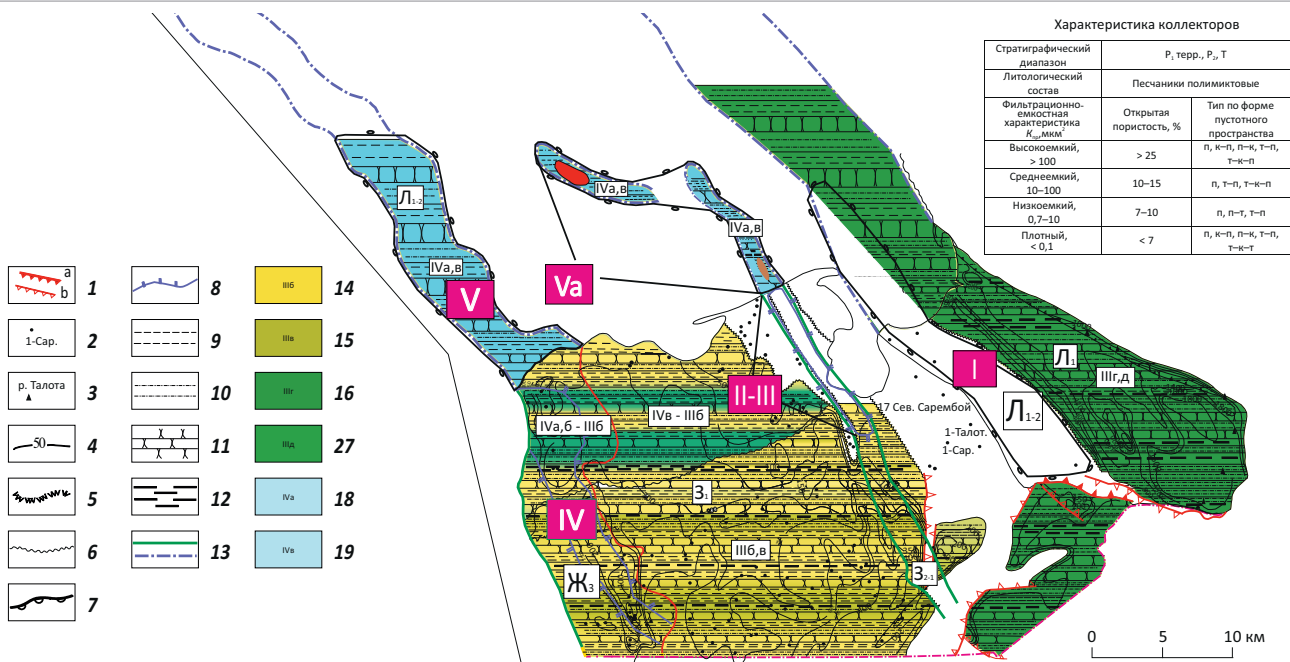 Характеристика коллекторов
Стратиграфический диапазон
P₁ терр., P₂, T
Литологический состав
Песчаники полимиктовые
Фильтрационно-емкостная характеристика Kпр, мкм²
Открытая пористость, %
Тип по форме пустотного пространства
Высокоемкий, > 100
> 25
п, к–п, п–к, т–п, т–к–п
Среднеемкий, 10–100
10–15
п, т–п, т–к–п
Низкоемкий, 0,7–10
7–10
п, п–т, т–п
Плотный, < 0,1
< 7
п, к–п, п–к, т–п, т–к–т
Л₁₋₂
IVа,в
V
IVа,в
IVа,в
Vа
II-III
I
Л₁
IIIг,д
Л₁₋₂
17 Сев. Сарембой
1-Талот.
1-Сар.
IVа,б - IIIб
IVв - IIIб
З₁
IV
IIIб,в
Ж₃
З₂₋₁
0 5 10 км
a
b
1
1-Сар.
2
р. Талота
3
50
4
5
6
7
8
9
10
11
12
13
IIIб
14
IIIв
15
IIIг
16
IIIд
27
IVа
18
IVв
19